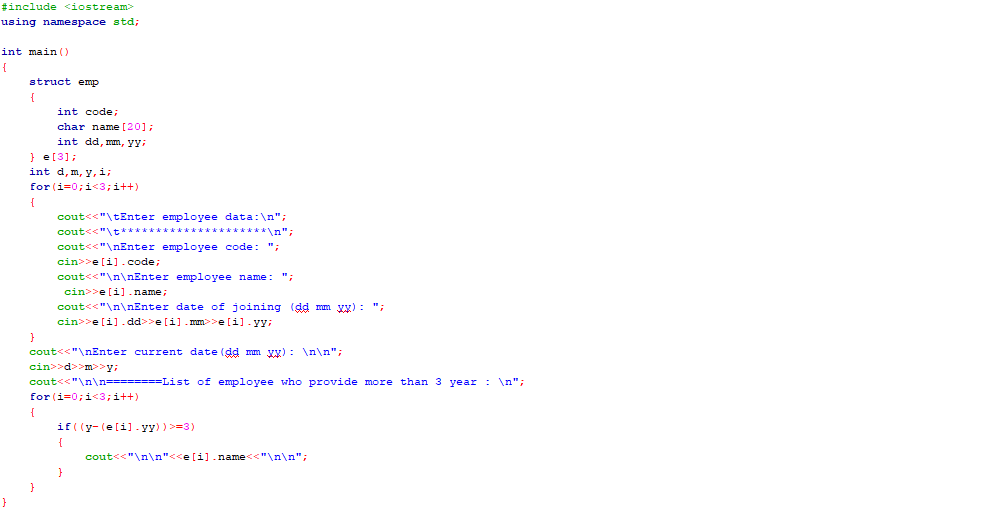 #include <iostream>
using namespace std;
int main()
{
struct emp
{
int code;
char name[20];
int dd,mm,yy;
} e[3];
int d,m,y,i;
for(i=0;i<3;i++)
{
cout<<"\tEnter employee data:\n";
cout<<"\t*********************\n";
cout<<"\nEnter employee code: ";
cin>>e[i].code;
cout<<"\n\nEnter employee name: ";
cin>>e[i].name;
cout<<"\n\nEnter date of joining (dd mm yy): ";
cin>>e[i].dd>>e[i].mm>>e[i].yy;
}
cout<<"\nEnter current date(dd mm yy): \n\n";
cin>>d>>m>>y;
cout<<"\n\n========List of employee who provide more than 3 year : \n";
for(i=0;i<3;i++)
{
if((y-(e[i].yy))>=3)
{
cout<<"\n\n"<<e[i].name<<"\n\n";
}
}
}